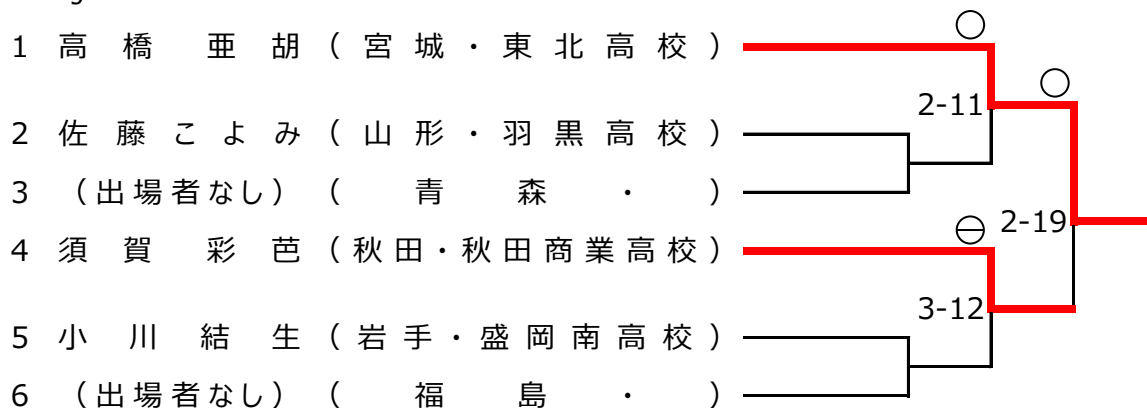 1 高橋 亜胡 (宮城・東北高校)
2-11
2 佐藤こよみ (山形・羽黒高校)
3 (出場者なし) (青森・)
2-19
4 須賀 彩芭 (秋田・秋田商業高校)
3-12
5 小川結生 (岩手・盛岡南高校)
6 (出場者なし) (福島・)